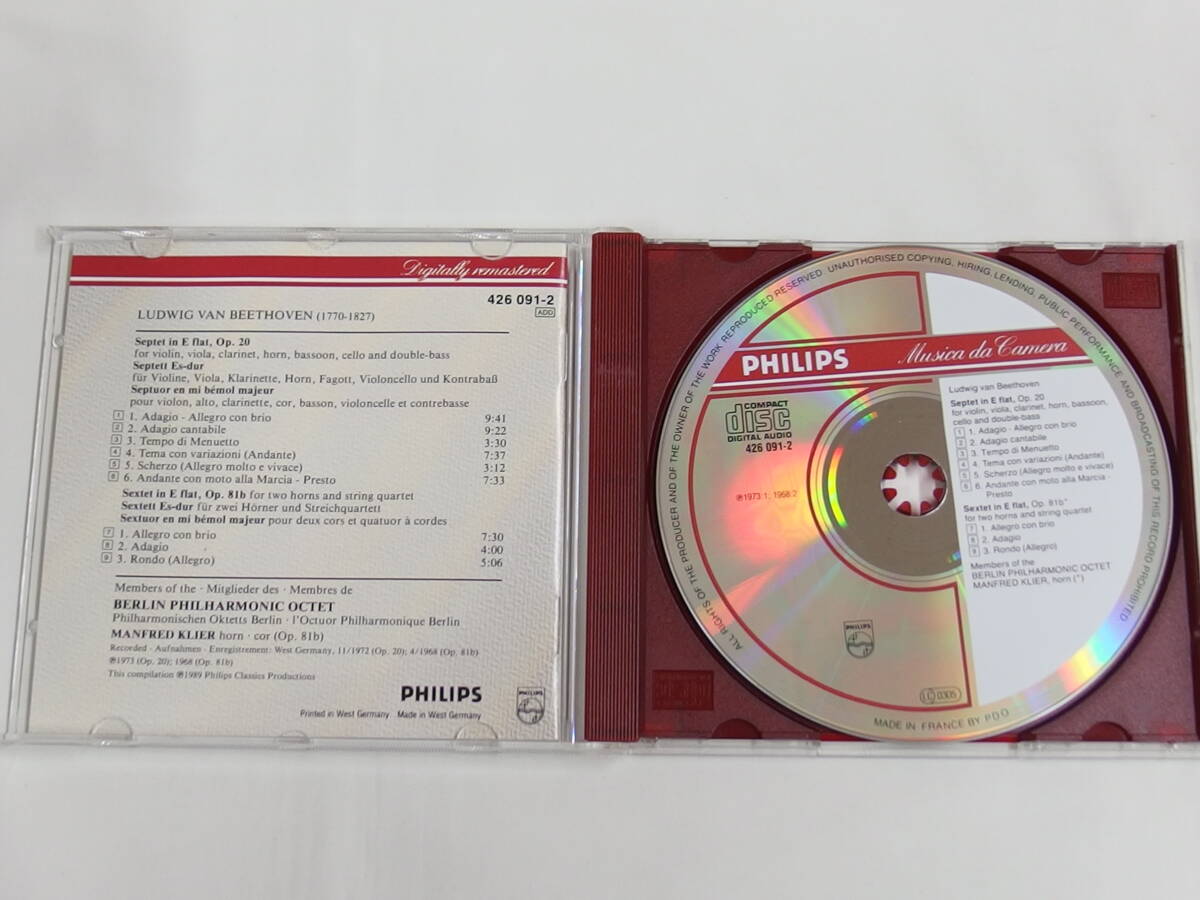 Digitally remastered
426 091-2
ADD
LUDWIG VAN BEETHOVEN (1770-1827)
Septet in E flat, Op. 20
for violin, viola, clarinet, horn, bassoon, cello and double-bass
Septett Es-dur
für Violine, Viola, Klarinette, Horn, Fagott, Violoncello und Kontrabaß
Septuor en mi bémol majeur
pour violon, alto, clarinette, cor, basson, violoncelle et contrebasse
1 1. Adagio - Allegro con brio 9:41
2 2. Adagio cantabile 9:22
3 3. Tempo di Menuetto 3:30
4 4. Tema con variazioni (Andante) 7:37
5 5. Scherzo (Allegro molto e vivace) 3:12
6 6. Andante con moto alla Marcia - Presto 7:33
Sextet in E flat, Op. 81b for two horns and string quartet
Sextett Es-dur für zwei Hörner und Streichquartett
Sextuor en mi bémol majeur pour deux cors et quatuor à cordes
7 1. Allegro con brio 7:30
8 2. Adagio 4:00
9 3. Rondo (Allegro) 5:06
Members of the · Mitglieder des · Membres de
BERLIN PHILHARMONIC OCTET
Philharmonischen Oktetts Berlin · l'Octuor Philharmonique Berlin
MANFRED KLIER horn · cor (Op. 81b)
Recorded · Aufnahmen · Enregistrement: West Germany, 11/1972 (Op. 20); 4/1968 (Op. 81b)
℗1973 (Op. 20); 1968 (Op. 81b)
This compilation ℗1989 Philips Classics Productions
PHILIPS
PHILIPS
Printed in West Germany Made in West Germany
ALL RIGHTS OF THE PRODUCER AND OF THE OWNER OF THE WORK REPRODUCED RESERVED. UNAUTHORISED COPYING, HIRING, LENDING, PUBLIC PERFORMANCE AND BROADCASTING OF THIS RECORD PROHIBITED
PHILIPS Musica da Camera
COMPACT
disc
DIGITAL AUDIO
426 091-2
℗1973 1; 1968 2
Ludwig van Beethoven
Septet in E flat, Op. 20
for violin, viola, clarinet, horn, bassoon,
cello and double-bass
1 1. Adagio - Allegro con brio
2 2. Adagio cantabile
3 3. Tempo di Menuetto
4 4. Tema con variazioni (Andante)
5 5. Scherzo (Allegro molto e vivace)
6 6. Andante con moto alla Marcia -
Presto
Sextet in E flat, Op. 81b*
for two horns and string quartet
7 1. Allegro con brio
8 2. Adagio
9 3. Rondo (Allegro)
Members of the
BERLIN PHILHARMONIC OCTET
MANFRED KLIER, horn (*)
PHILIPS
LC 0305
MADE IN FRANCE BY PDO